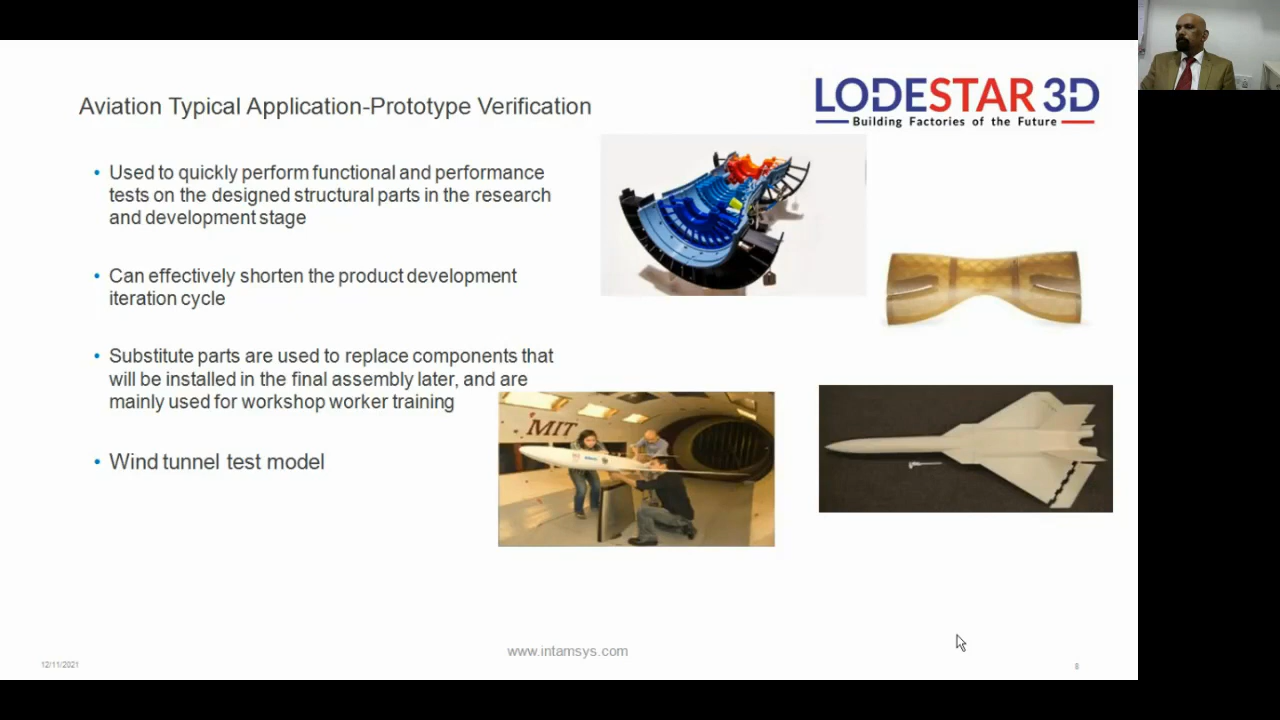 LODESTAR 3D
Building Factories of the Future
Aviation Typical Application-Prototype Verification
• Used to quickly perform functional and performance
tests on the designed structural parts in the research
and development stage
• Can effectively shorten the product development
iteration cycle
• Substitute parts are used to replace components that
will be installed in the final assembly later, and are
mainly used for workshop worker training
• Wind tunnel test model
MIT
www.intamsys.com
12/11/2021
8